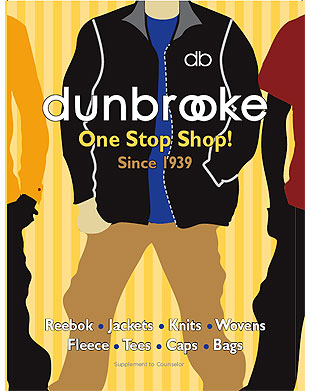 db
dunbrooke
One Stop Shop!
Since 1939
Reebok • Jackets • Knits • Wovens
Fleece • Tees • Caps • Bags
Supplement to Counselor